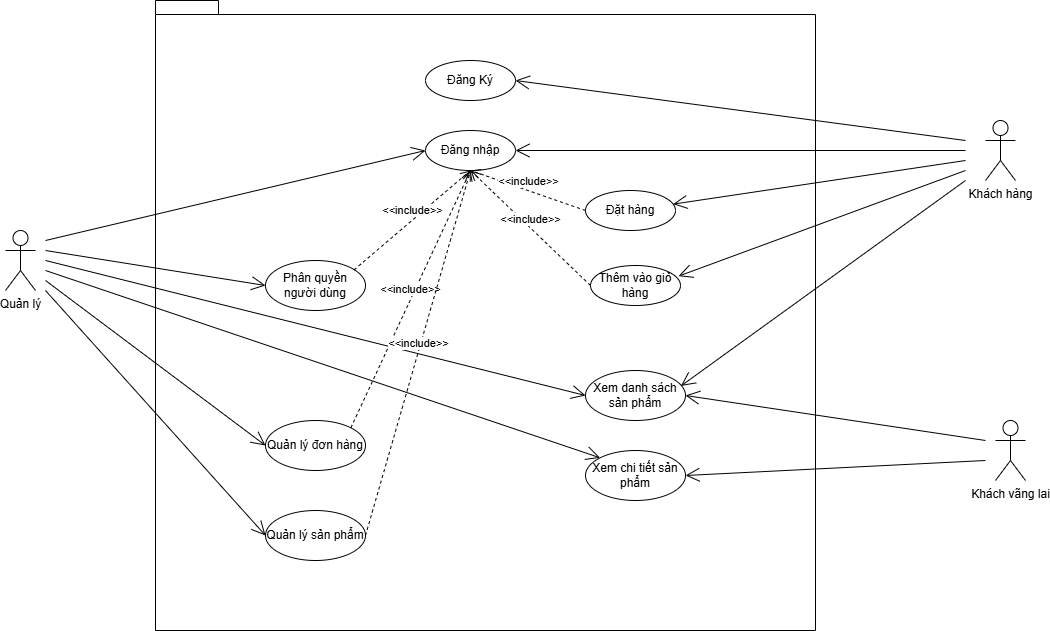 Đăng Ký
Đăng nhập
<<include>>
Đặt hàng
Khách hàng
<<include>>
<<include>>
Phân quyền
người dùng
Thêm vào giỏ
hàng
<<include>>
Quản lý
<<include>>
Xem danh sách
sản phẩm
Quản lý đơn hàng
Xem chi tiết sản
phẩm
Khách vãng lai
Quản lý sản phẩm